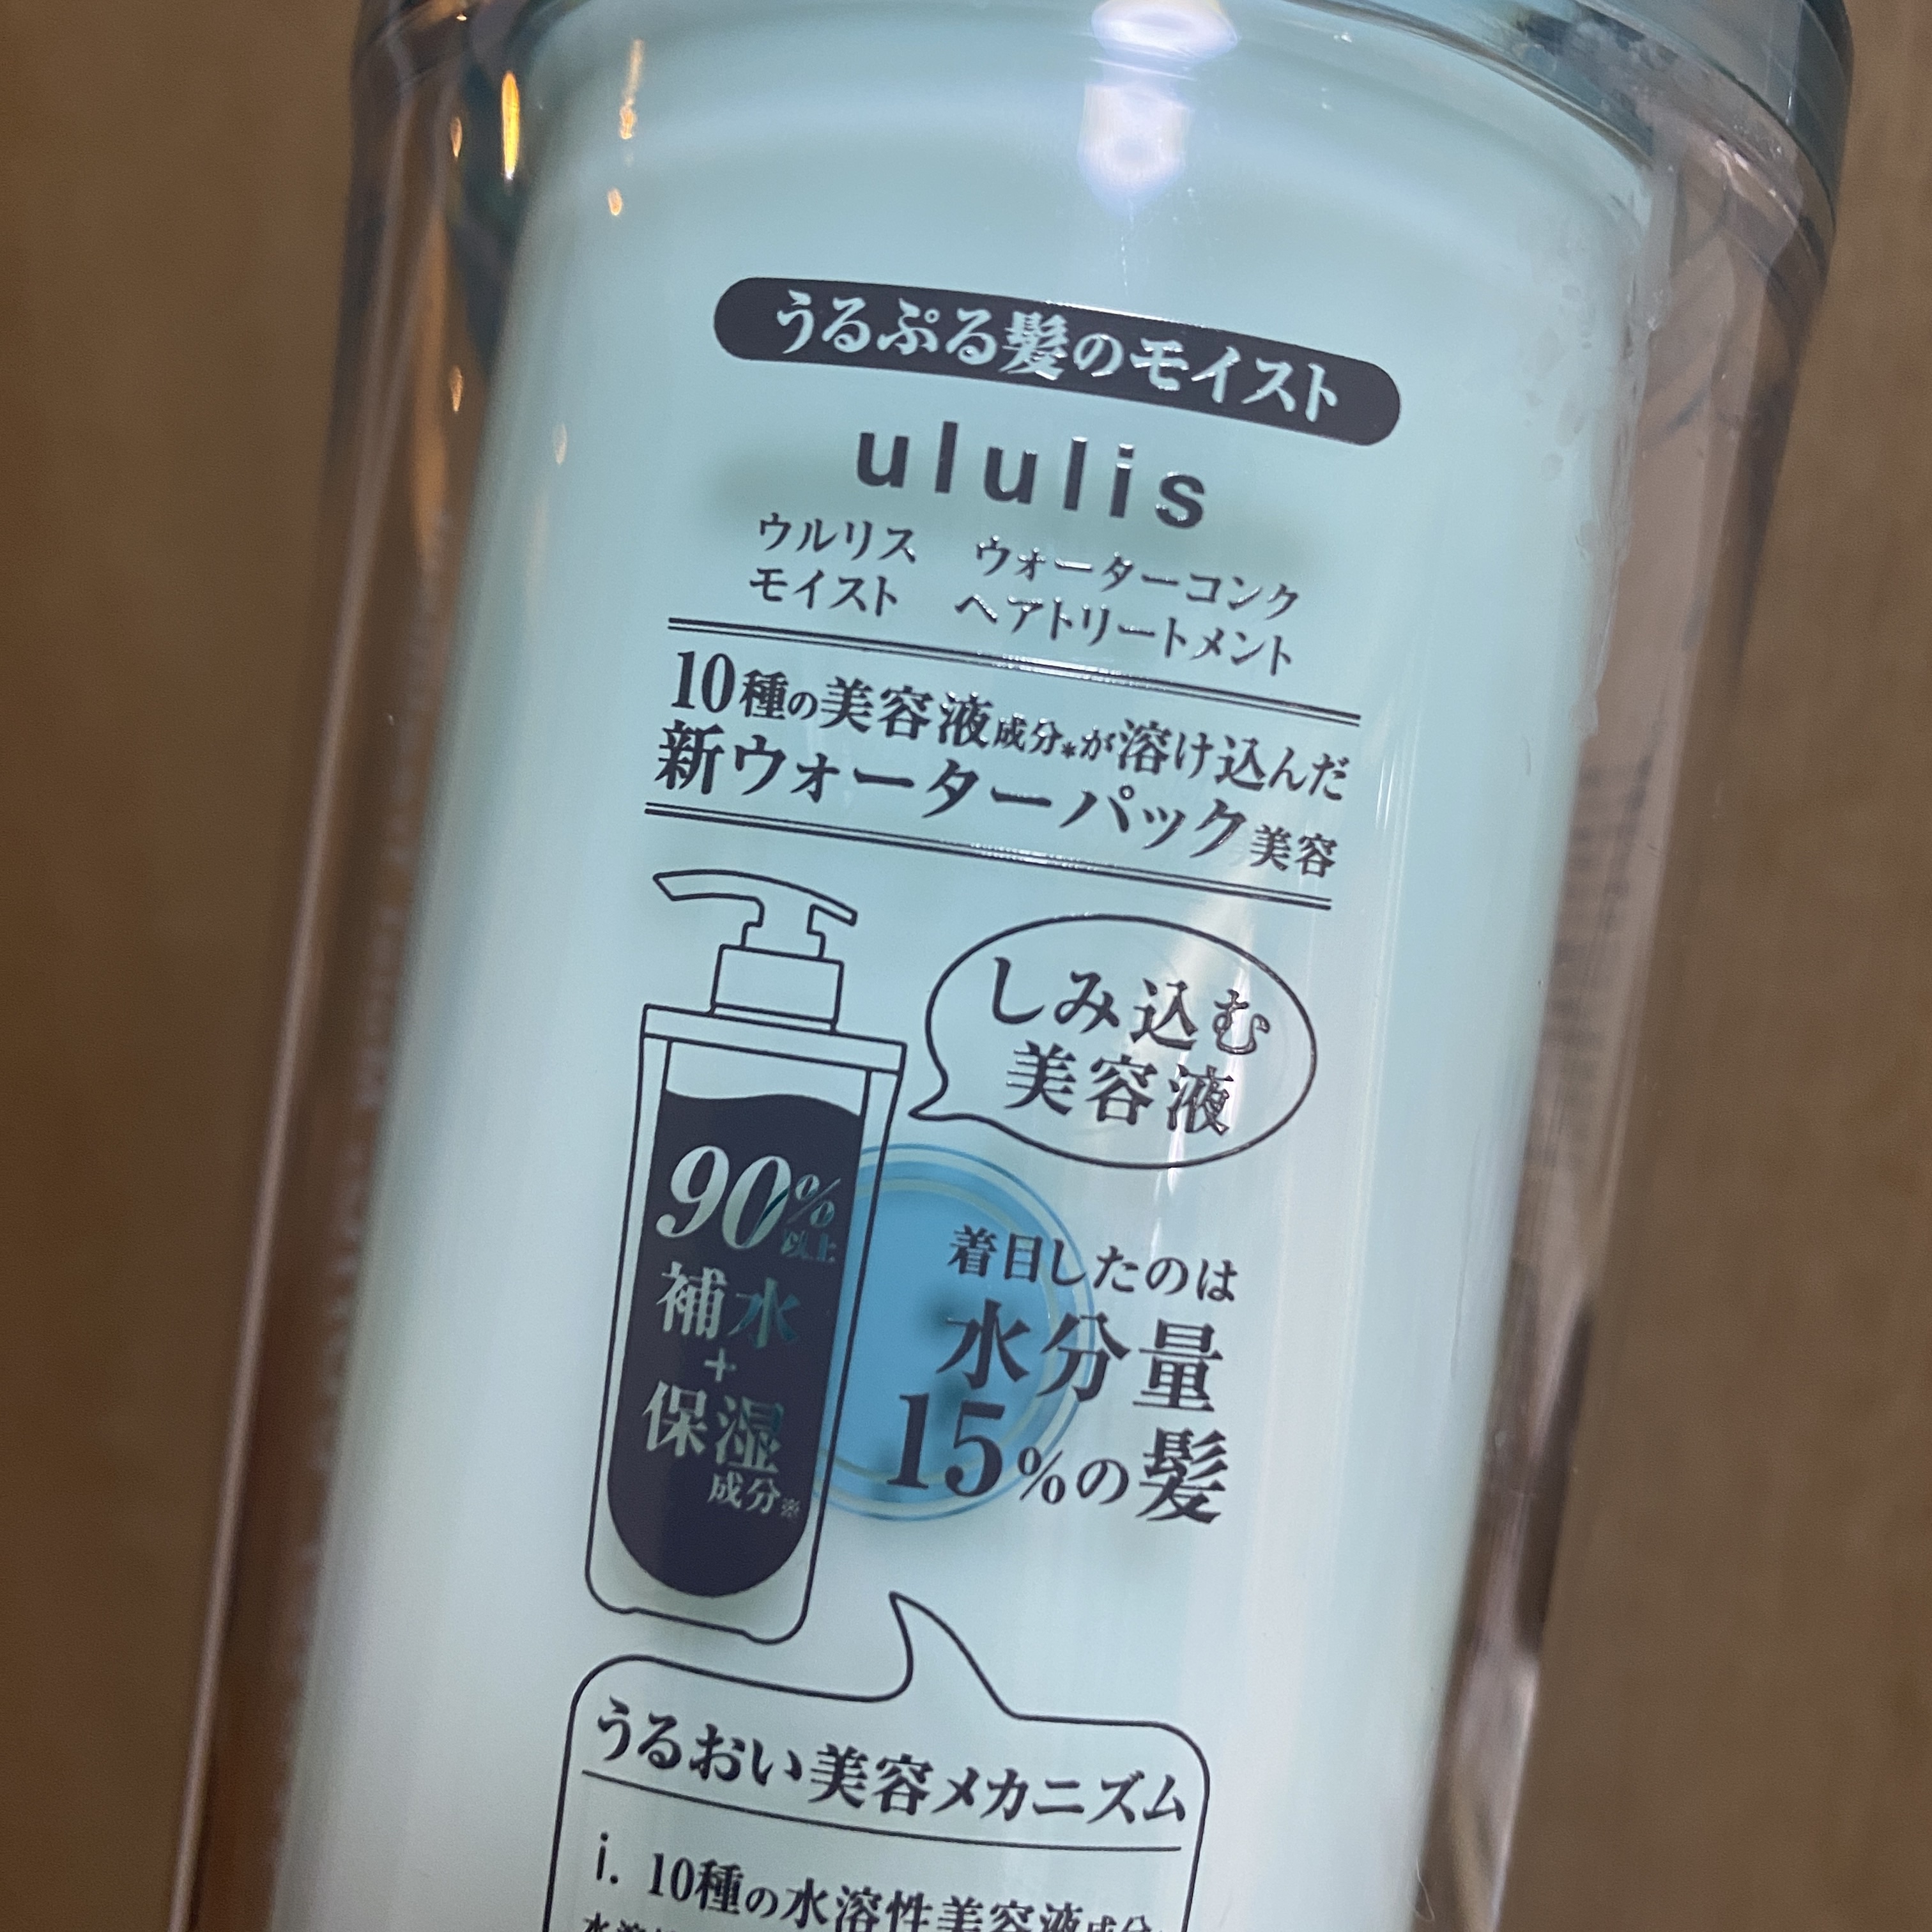 うるぷる髪のモイスト
ululis
ウルリス ウォーターコンク
モイスト ヘアトリートメント
10種の美容液成分*が溶け込んだ
新ウォーターパック美容
しみ込む
美容液
90%以上
補水
+
保湿
成分※
着目したのは
水分量
15%の髪
うるおい美容メカニズム
i. 10種の水溶性美容液成分